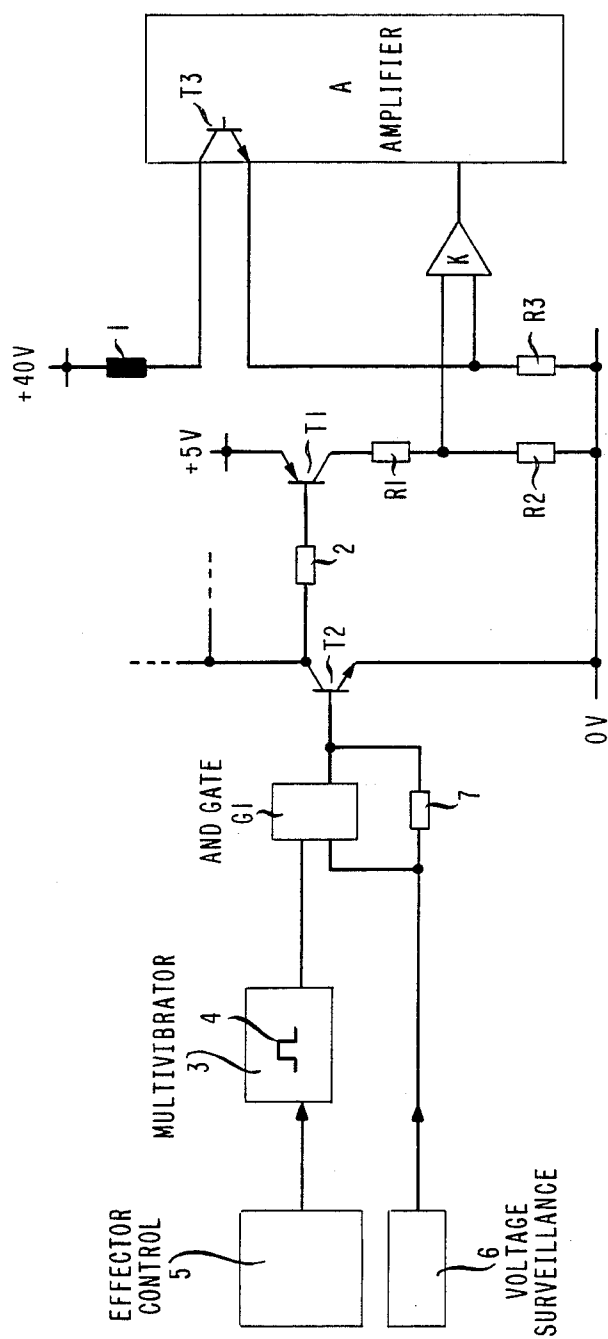 EFFECTOR
CONTROL
5
MULTIVIBRATOR
3
4
AND GATE
G1
6
VOLTAGE
SURVEILLANCE
7
T2
2
+5V
T1
R1
R2
0V
+40V
1
T3
A
AMPLIFIER
K
R3